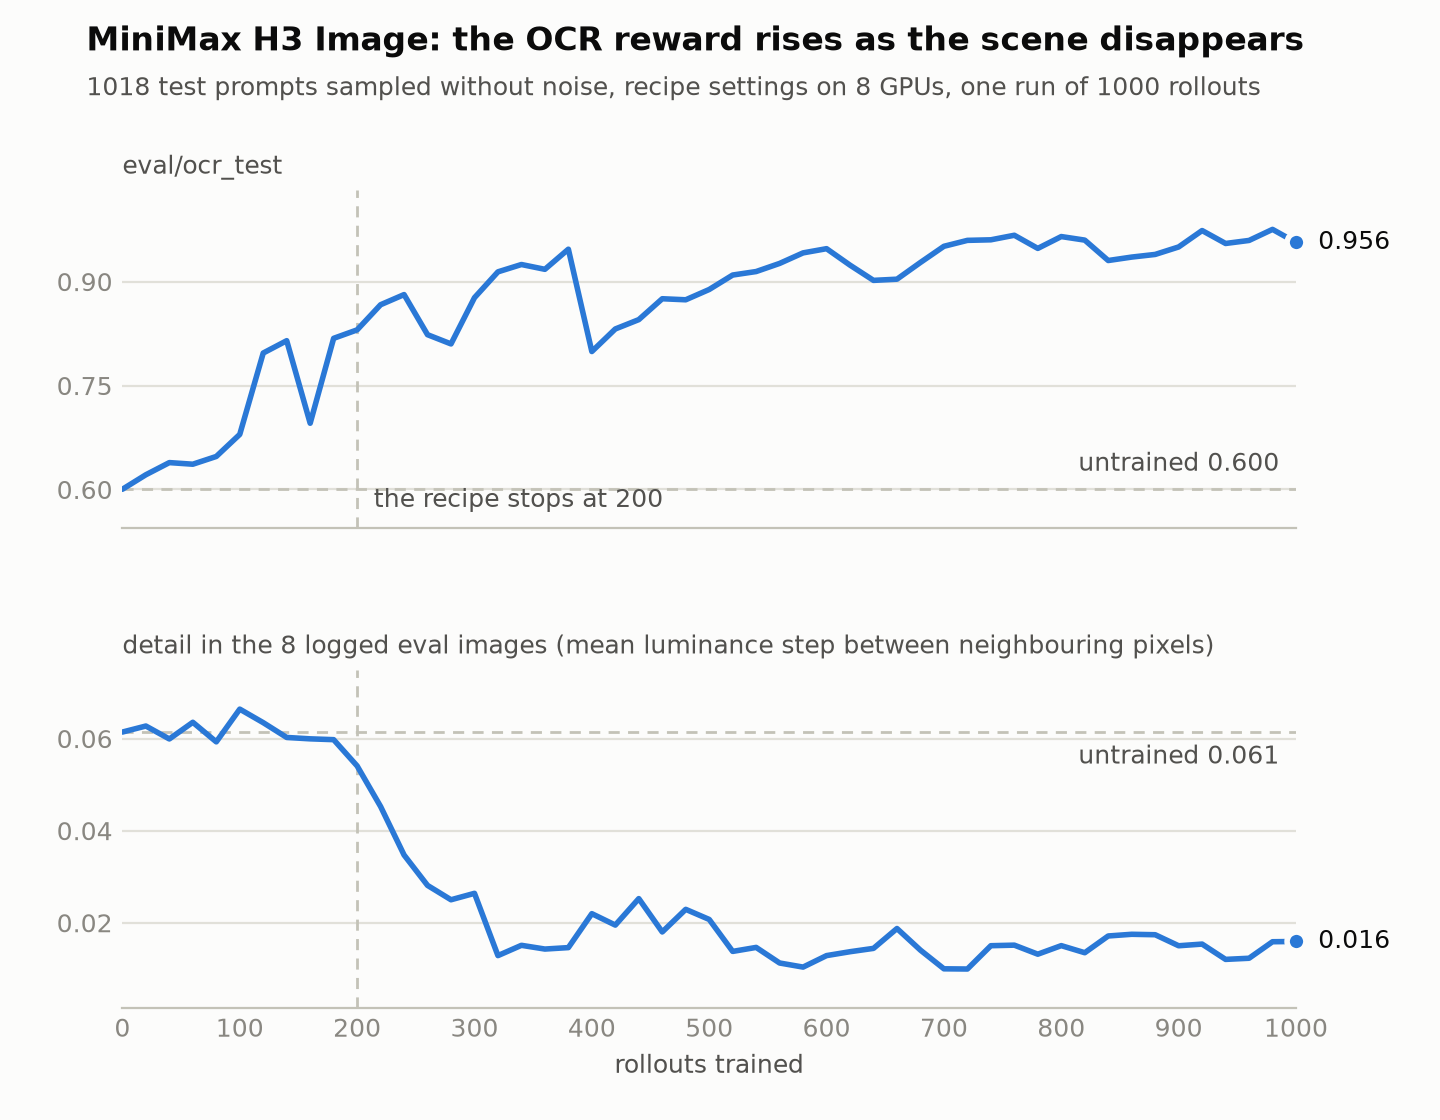 MiniMax H3 Image: the OCR reward rises as the scene disappears
1018 test prompts sampled without noise, recipe settings on 8 GPUs, one run of 1000 rollouts
eval/ocr_test
0.956
0.90
0.75
untrained 0.600
0.60
the recipe stops at 200
detail in the 8 logged eval images (mean luminance step between neighbouring pixels)
0.06
untrained 0.061
0.04
0.02
0.016
0 100 200 300 400 500 600 700 800 900 1000
rollouts trained